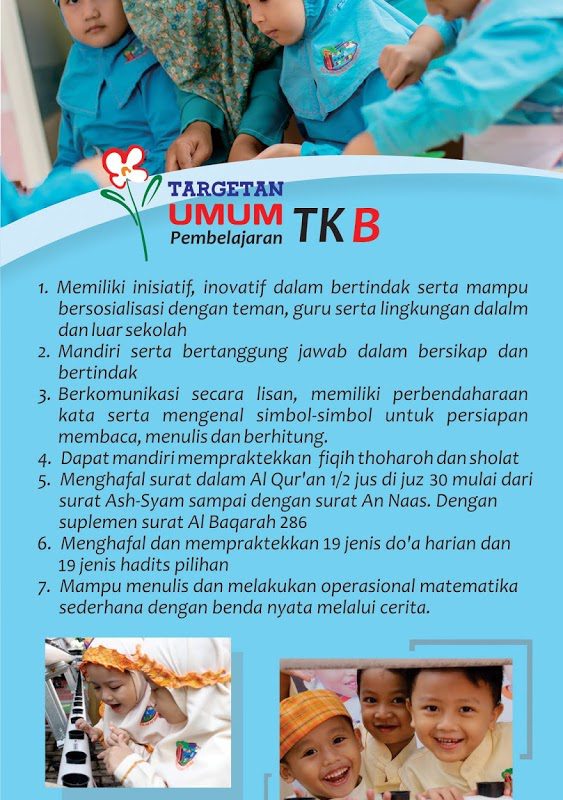 TARGETAN
UMUM
Pembelajaran
TK B
1. Memiliki inisiatif, inovatif dalam bertindak serta mampu
bersosialisasi dengan teman, guru serta lingkungan dalalm
dan luar sekolah
2. Mandiri serta bertanggung jawab dalam bersikap dan
bertindak
3. Berkomunikasi secara lisan, memiliki perbendaharaan
kata serta mengenal simbol-simbol untuk persiapan
membaca, menulis dan berhitung.
4. Dapat mandiri mempraktekkan fiqih thoharoh dan sholat
5. Menghafal surat dalam Al Qur'an 1/2 jus di juz 30 mulai dari
surat Ash-Syam sampai dengan surat An Naas. Dengan
suplemen surat Al Baqarah 286
6. Menghafal dan mempraktekkan 19 jenis do'a harian dan
19 jenis hadits pilihan
7. Mampu menulis dan melakukan operasional matematika
sederhana dengan benda nyata melalui cerita.